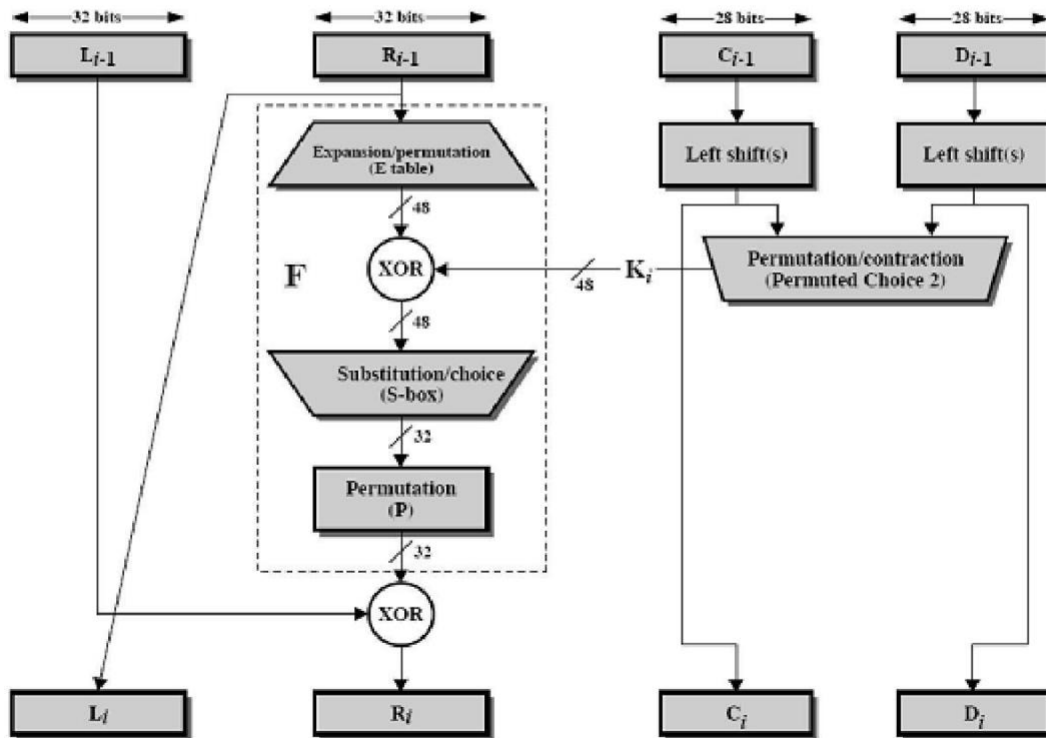 32 bits
32 bits
28 bits
28 bits
Li-1
Ri-1
Ci-1
Di-1
Expansion/permutation
(E table)
Left shift(s)
Left shift(s)
48
F
XOR
48
Ki
Permutation/contraction
(Permuted Choice 2)
48
Substitution/choice
(S-box)
32
Permutation
(P)
32
XOR
Li
Ri
Ci
Di